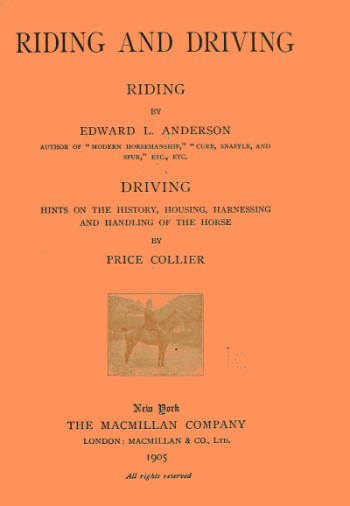 RIDING AND DRIVING
RIDING
BY
EDWARD L. ANDERSON
AUTHOR OF "MODERN HORSEMANSHIP," "CURB, SNAFFLE, AND
SPUR," ETC., ETC.
DRIVING
HINTS ON THE HISTORY, HOUSING, HARNESSING
AND HANDLING OF THE HORSE
BY
PRICE COLLIER
New York
THE MACMILLAN COMPANY
LONDON: MACMILLAN & CO., LTD.
1905
All rights reserved